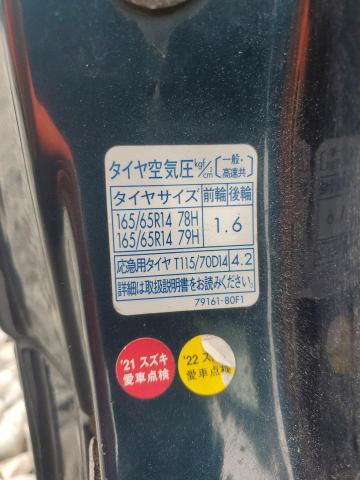 タイヤ空気圧 kgf/cm² 〔一般・高速共〕
タイヤサイズ 前輪 後輪
165/65R14 78H
165/65R14 79H
1.6
応急用タイヤ T115/70D14 4.2
詳細は取扱説明書をお読みください。
79161-80F1
'21 スズキ
愛車点検
'22 スズ
愛車点検